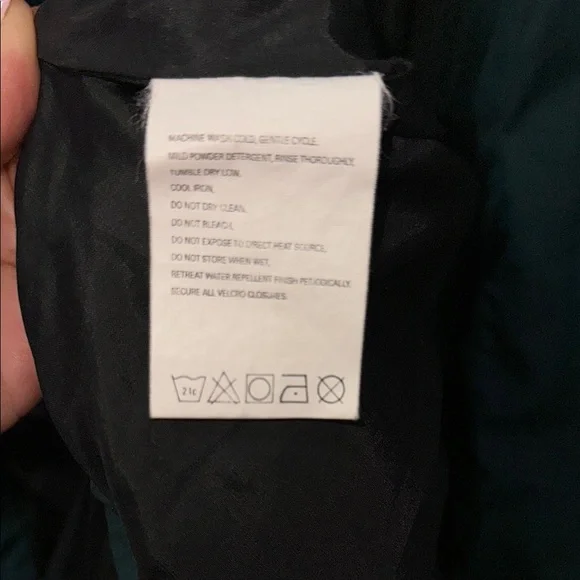 MACHINE WASH COLD, GENTLE CYCLE.
MILD POWDER DETERGENT, RINSE THOROUGHLY.
TUMBLE DRY LOW.
COOL IRON.
DO NOT DRY CLEAN.
DO NOT BLEACH.
DO NOT EXPOSE TO DIRECT HEAT SOURCE.
DO NOT STORE WHEN WET.
RETREAT WATER REPELLENT FINISH PERIODICALLY.
SECURE ALL VELCRO CLOSURES.